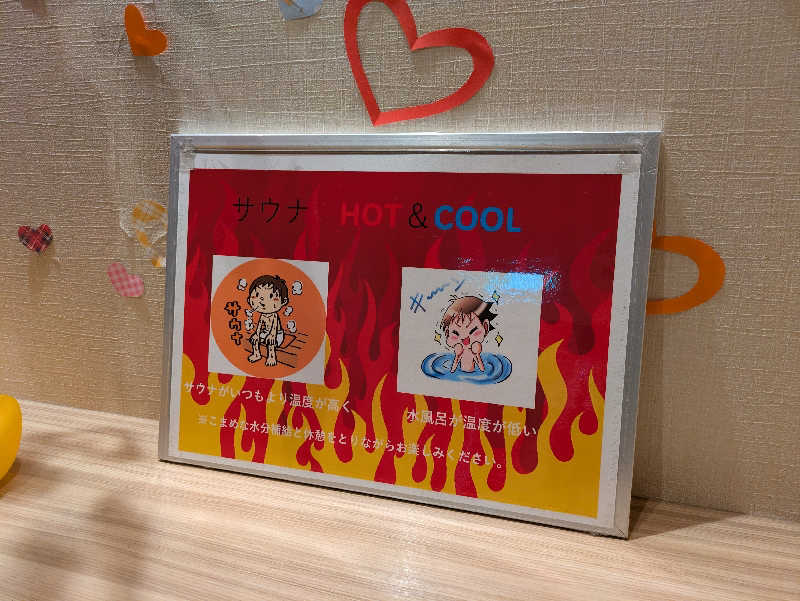 サウナ HOT&COOL
サウナ
キーーン
サウナがいつもより温度が高く
水風呂が温度が低い
※こまめな水分補給と休憩をとりながらお楽しみください。